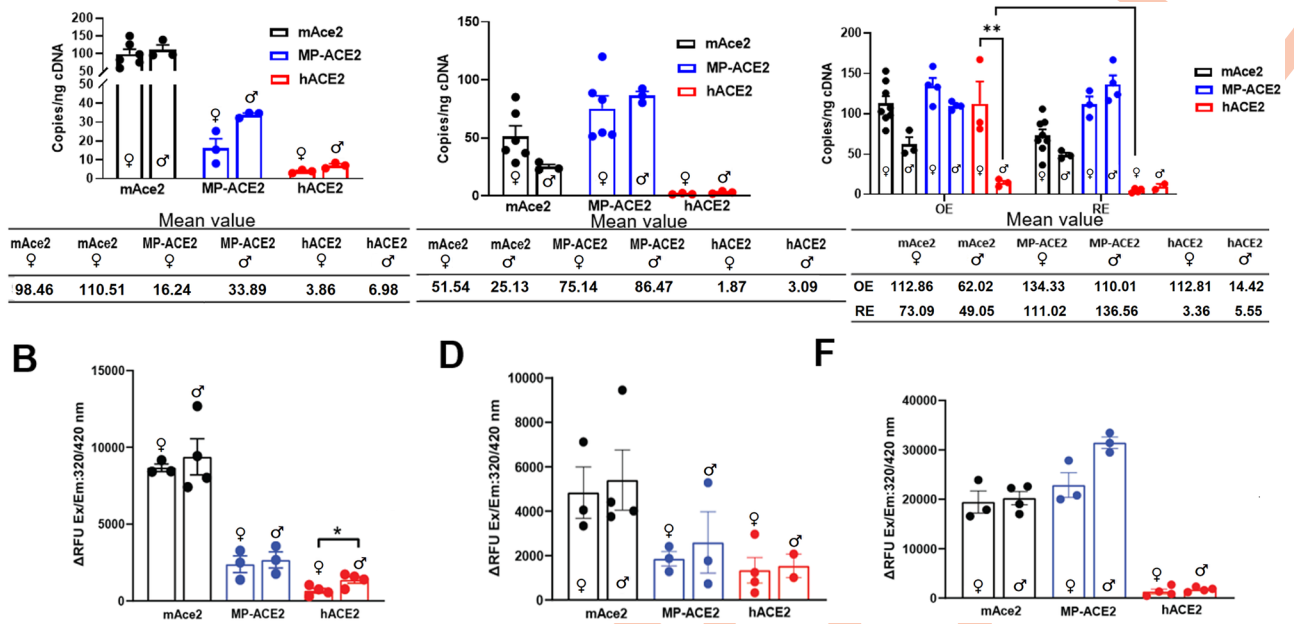 200
150
100
50
50
40
30
20
10
0
Copies/ng cDNA
mAce2
MP-ACE2
hACE2
♀ ♂ ♀ ♂ ♀ ♂
mAce2 MP-ACE2 hACE2
Mean value
mAce2 mAce2 MP-ACE2 MP-ACE2 hACE2 hACE2
♀ ♀ ♀ ♂ ♀ ♂
98.46 110.51 16.24 33.89 3.86 6.98
150
100
50
0
Copies/ng cDNA
mAce2
MP-ACE2
hACE2
♀ ♂ ♀ ♂ ♀ ♂
mAce2 MP-ACE2 hACE2
Mean value
mAce2 mAce2 MP-ACE2 MP-ACE2 hACE2 hACE2
♀ ♂ ♀ ♂ ♀ ♂
51.54 25.13 75.14 86.47 1.87 3.09
200
150
100
50
0
Copies/ng cDNA
**
mAce2
MP-ACE2
hACE2
♀ ♂ ♀ ♂ ♀ ♂ ♀ ♂ ♀ ♂ ♀ ♂
OE RE
Mean value
mAce2 mAce2 MP-ACE2 MP-ACE2 hACE2 hACE2
♀ ♂ ♀ ♂ ♀ ♂
OE 112.86 62.02 134.33 110.01 112.81 14.42
RE 73.09 49.05 111.02 136.56 3.36 5.55
B
15000
10000
5000
0
ΔRFU Ex/Em:320/420 nm
♀ ♂ ♀ ♂ ♀ ♂
*
mAce2 MP-ACE2 hACE2
D
10000
8000
6000
4000
2000
0
ΔRFU Ex/Em:320/420 nm
♀ ♂ ♀ ♂ ♀ ♂
mAce2 MP-ACE2 hACE2
F
40000
30000
20000
10000
0
ΔRFU Ex/Em:320/420 nm
♀ ♂ ♀ ♂ ♀ ♂
mAce2 MP-ACE2 hACE2